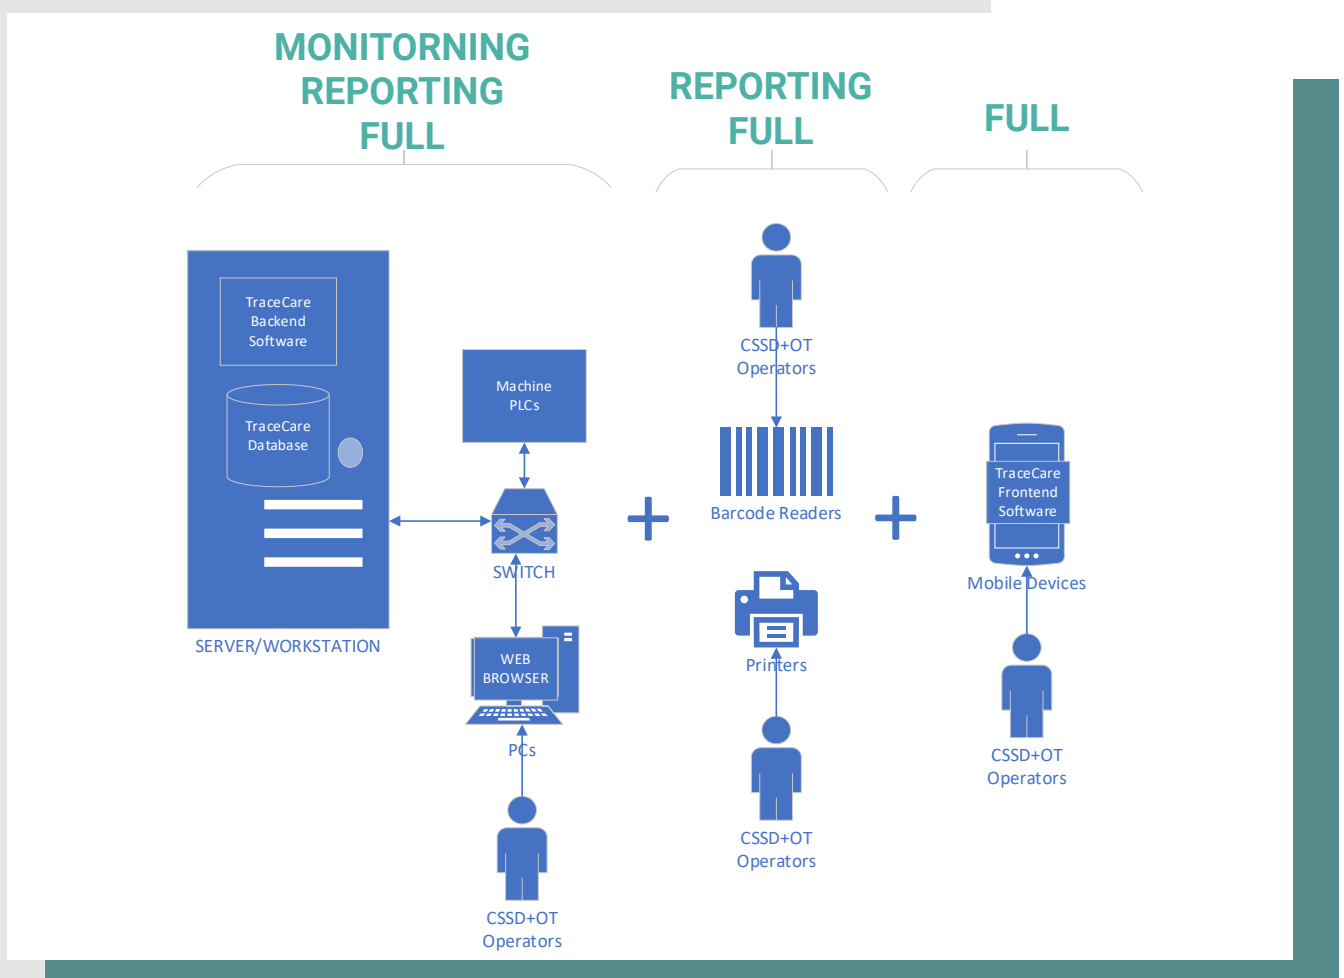 MONITORNING
REPORTING
FULL
REPORTING
FULL
FULL
TraceCare
Backend
Software
TraceCare
Database
SERVER/WORKSTATION
Machine
PLCs
SWITCH
WEB
BROWSER
PCs
CSSD+OT
Operators
CSSD+OT
Operators
Barcode Readers
Printers
CSSD+OT
Operators
TraceCare
Frontend
Software
Mobile Devices
CSSD+OT
Operators